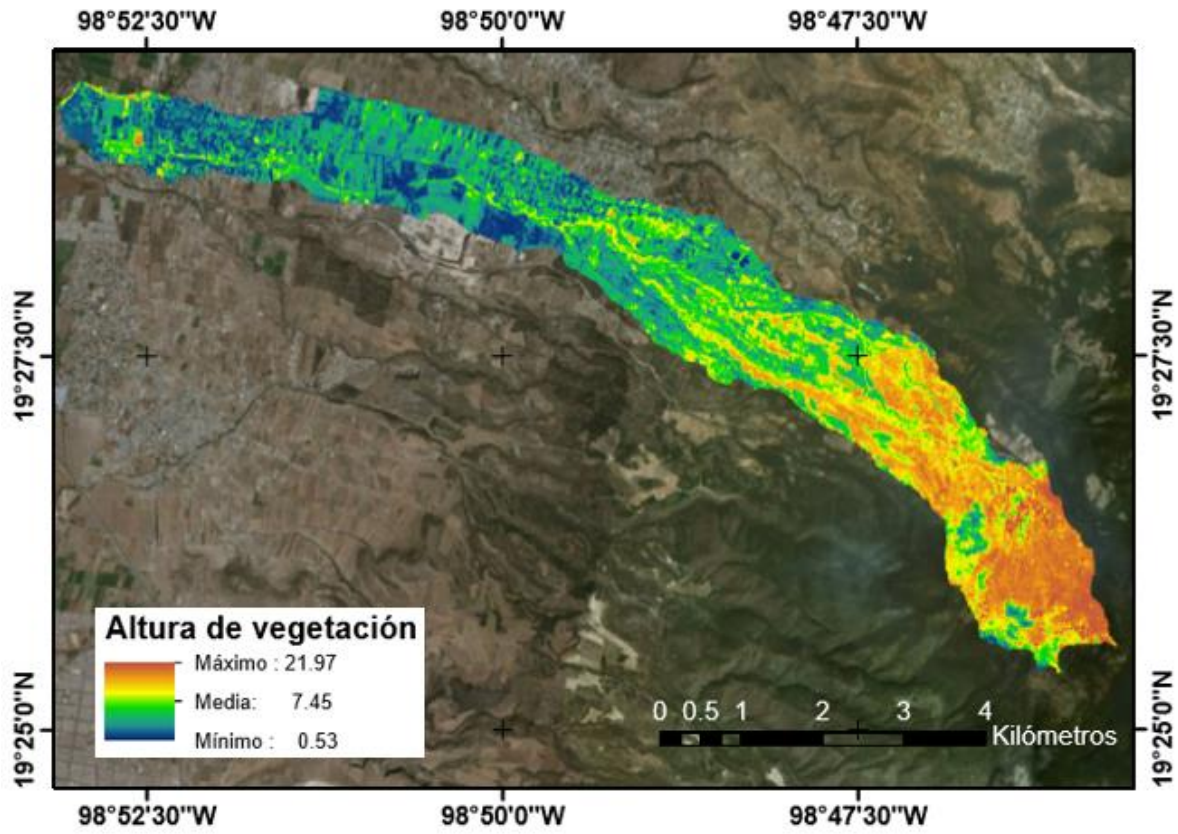 98°52'30"W 98°50'0"W 98°47'30"W
19°27'30"N 19°27'30"N
Altura de vegetación
Máximo : 21.97
Media: 7.45
Mínimo : 0.53
0 0.5 1 2 3 4
Kilómetros
19°25'0"N 19°25'0"N
98°52'30"W 98°50'0"W 98°47'30"W